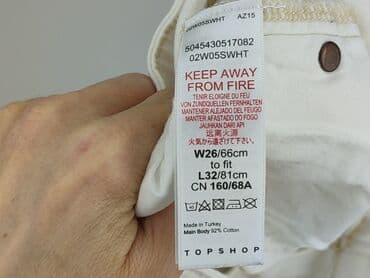 02W05SWHT AZ15
5045430517082
02W05SWHT
KEEP AWAY
FROM FIRE
TENIR ELOIGNE DU FEU
VON ZUNDQUELLEN FERNHALTEN
MANTENER ALEJADO DEL FUEGO
MANTER AFASTADO DO FOGO
JAUHKAN DARI API
远离火源
火気から遠ざけて下さい。
W26/66cm
to fit
L32/81cm
CN 160/68A
Made in Turkey
Main Body 92% Cotton
TOPSHOP